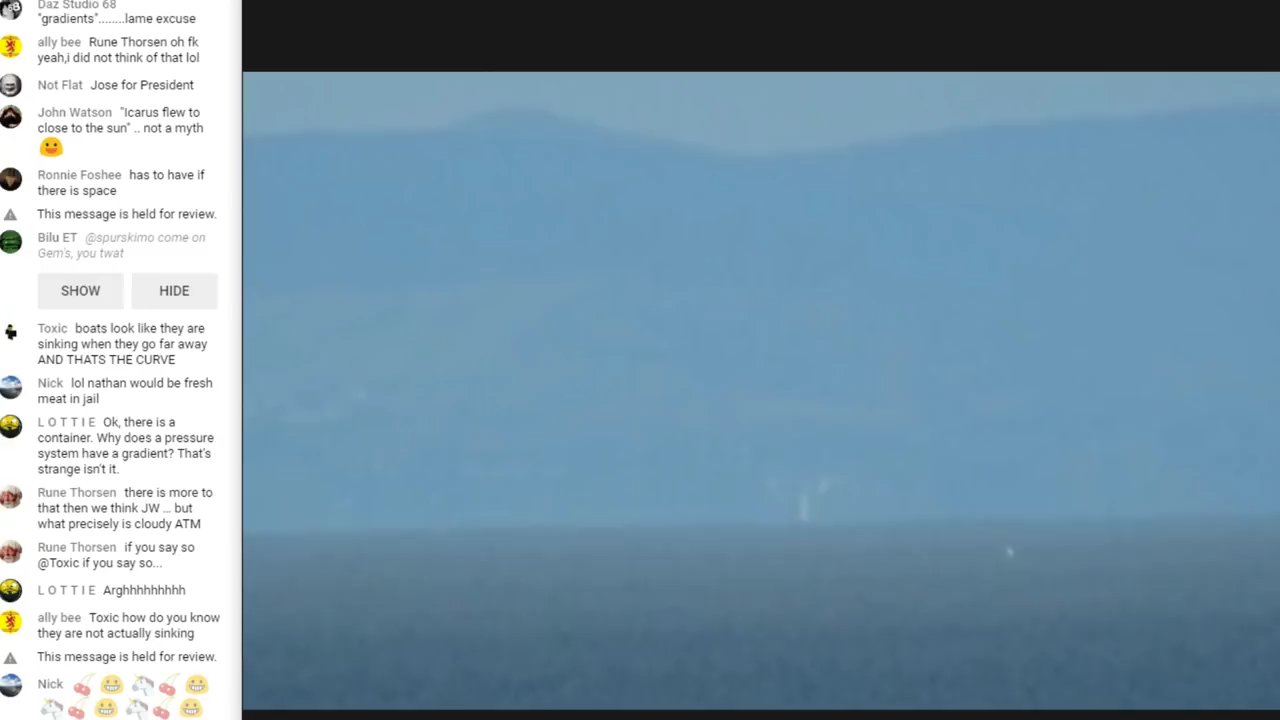 Daz Studio 68
"gradients"........lame excuse
ally bee Rune Thorsen oh fk
yeah,i did not think of that lol
Not Flat Jose for President
John Watson "Icarus flew to
close to the sun" .. not a myth
Ronnie Foshee has to have if
there is space
This message is held for review.
Bilu ET @spurskimo come on
Gem's, you twat
SHOW HIDE
Toxic boats look like they are
sinking when they go far away
AND THATS THE CURVE
Nick lol nathan would be fresh
meat in jail
L O T T I E Ok, there is a
container. Why does a pressure
system have a gradient? That's
strange isn't it.
Rune Thorsen there is more to
that then we think JW ... but
what precisely is cloudy ATM
Rune Thorsen if you say so
@Toxic if you say so...
L O T T I E Arghhhhhhhhh
ally bee Toxic how do you know
they are not actually sinking
This message is held for review.
Nick